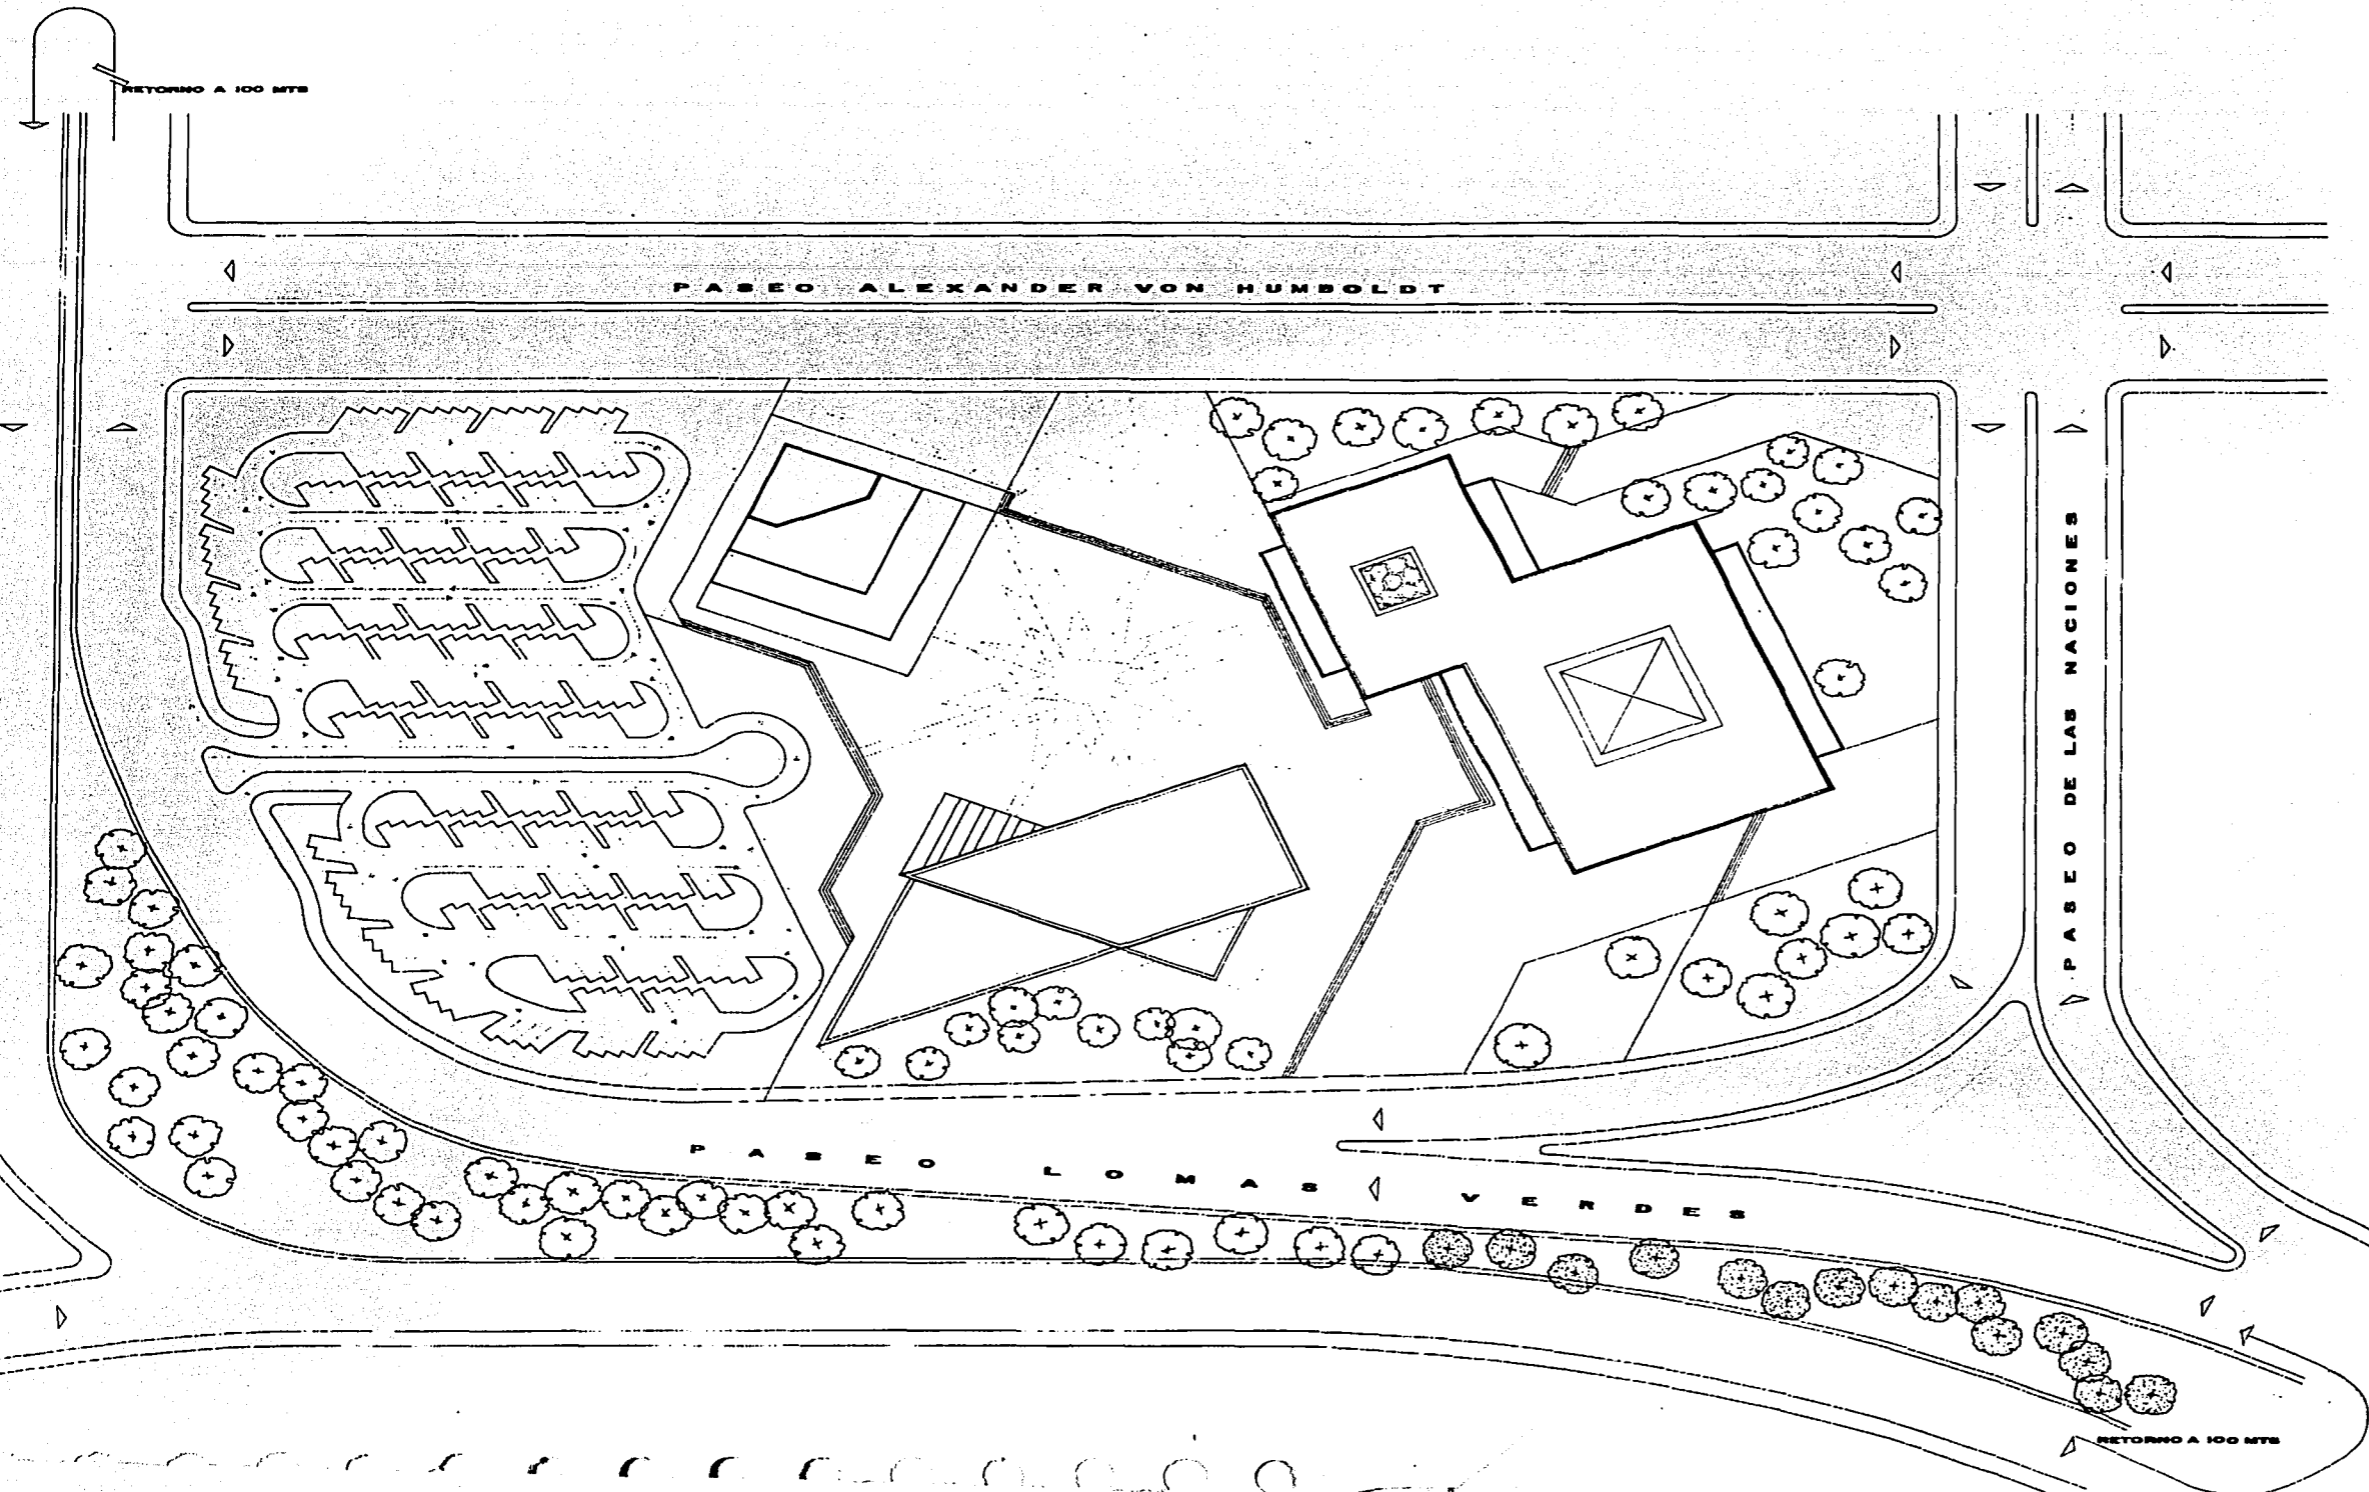 RETORNO A 100 MTS
PASEO ALEXANDER VON HUMBOLDT
PASEO DE LAS NACIONES
PASEO LOMAS VERDES
RETORNO A 100 MTS